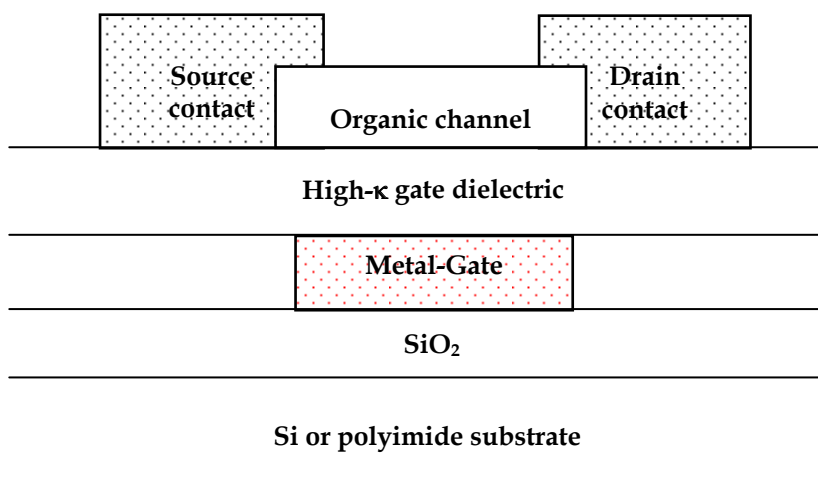 Source
contact
Drain
contact
Organic channel
High-κ gate dielectric
Metal-Gate
SiO₂
Si or polyimide substrate